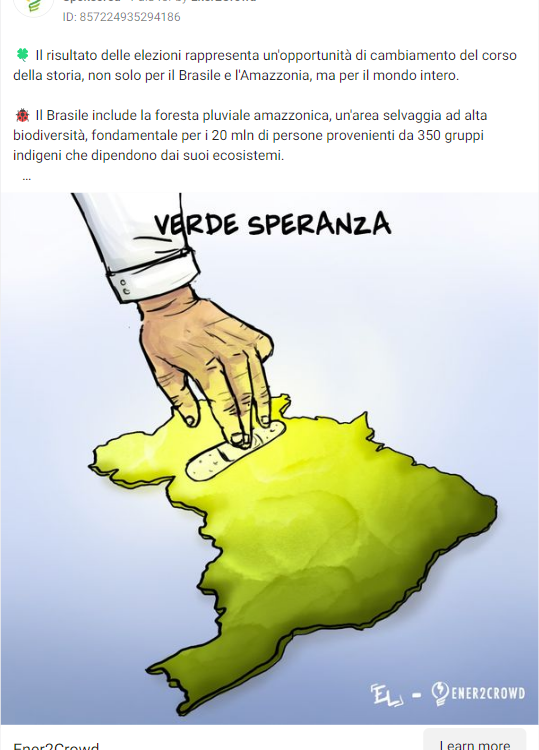 ID: 857224935294186
🍀 Il risultato delle elezioni rappresenta un'opportunità di cambiamento del corso
della storia, non solo per il Brasile e l'Amazzonia, ma per il mondo intero.
🐞 Il Brasile include la foresta pluviale amazzonica, un'area selvaggia ad alta
biodiversità, fondamentale per i 20 mln di persone provenienti da 350 gruppi
indigeni che dipendono dai suoi ecosistemi.
...
VERDE SPERANZA
EL - ENER2CROWD
Ener2Crowd
Learn more